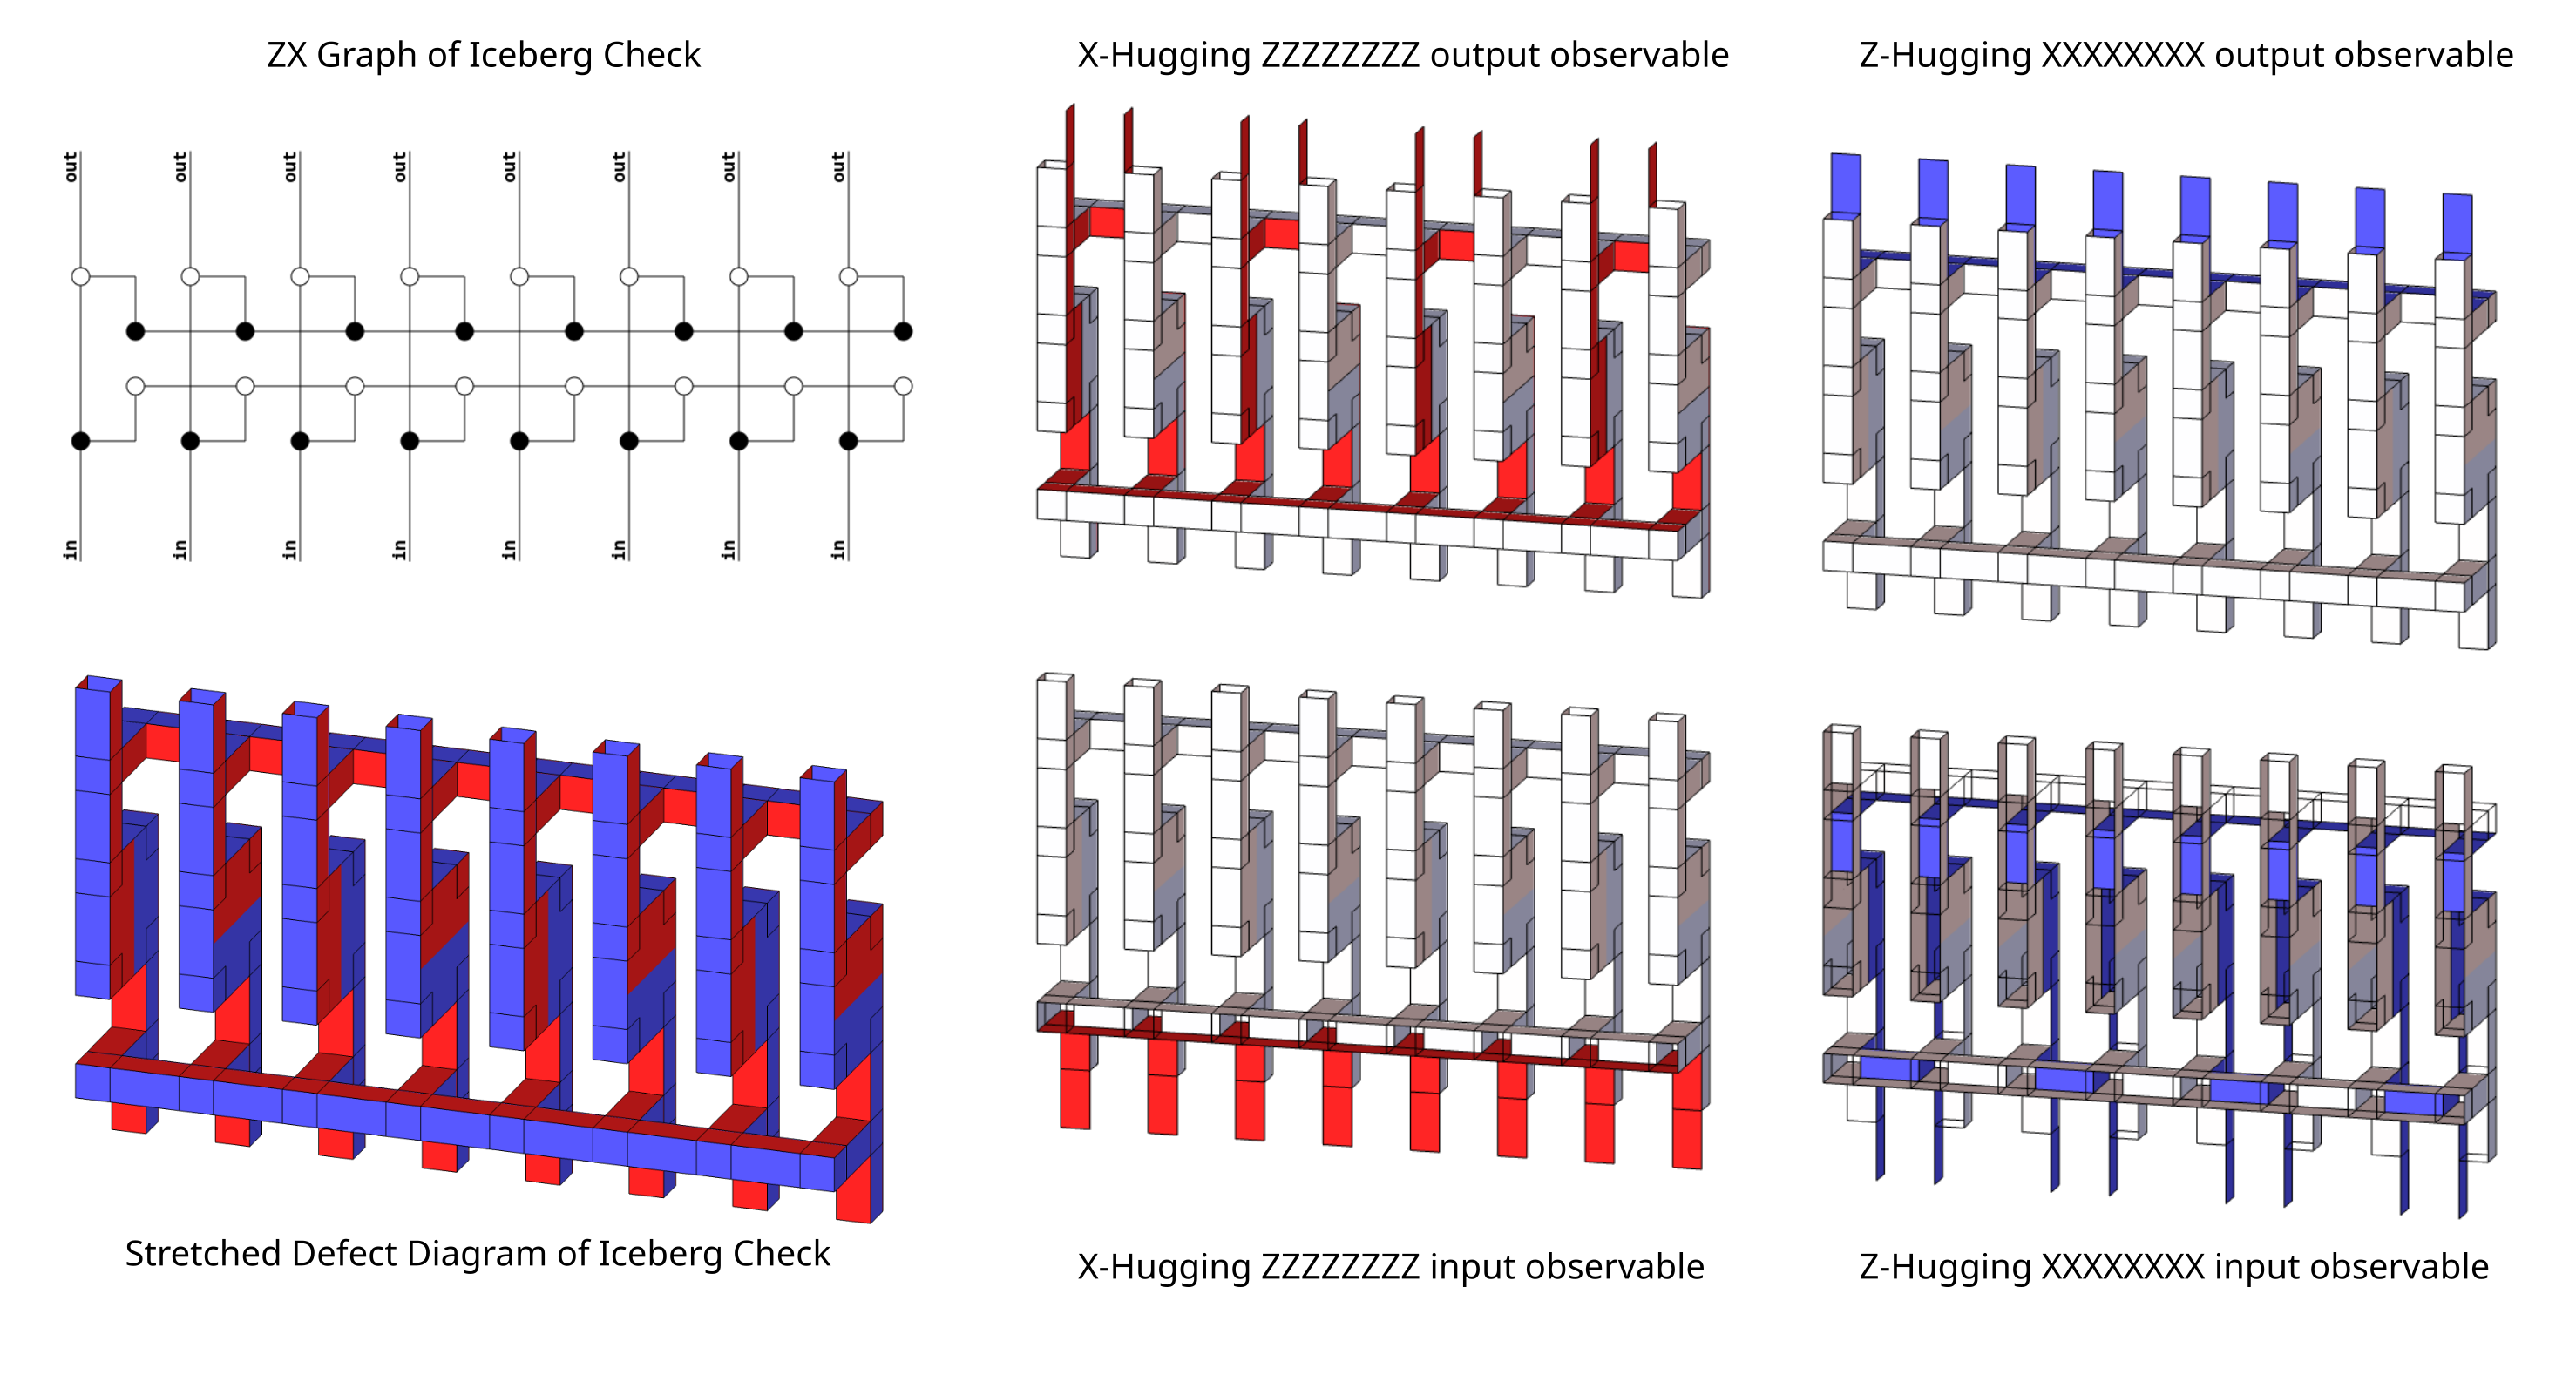 ZX Graph of Iceberg Check
X-Hugging ZZZZZZZZ output observable
Z-Hugging XXXXXXXX output observable
out out out out out out out out
in in in in in in in in
Stretched Defect Diagram of Iceberg Check
X-Hugging ZZZZZZZZ input observable
Z-Hugging XXXXXXXX input observable